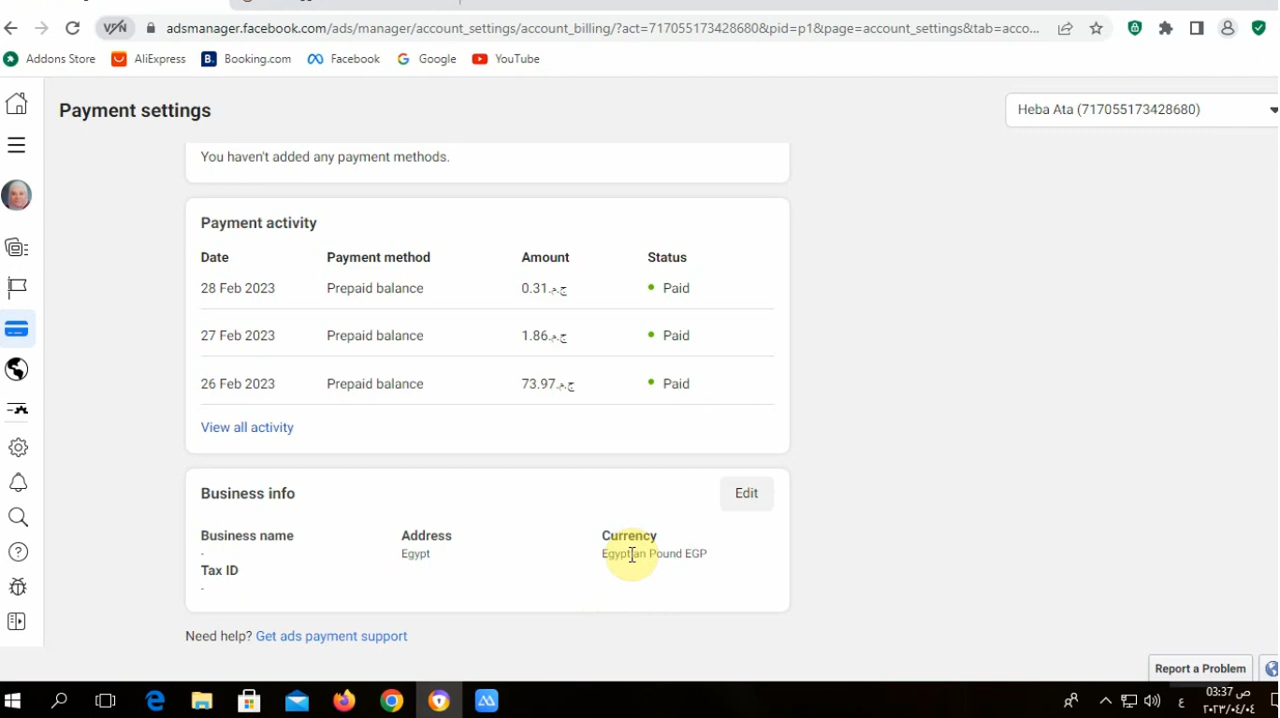 VPN
adsmanager.facebook.com/ads/manager/account_settings/account_billing/?act=717055173428680&pid=p1&page=account_settings&tab=acco...
Addons Store AliExpress Booking.com Facebook Google YouTube
Payment settings
Heba Ata (717055173428680)
You haven't added any payment methods.
Payment activity
Date Payment method Amount Status
28 Feb 2023 Prepaid balance 0.31ج.م. Paid
27 Feb 2023 Prepaid balance 1.86ج.م. Paid
26 Feb 2023 Prepaid balance 73.97ج.م. Paid
View all activity
Business info
Edit
Business name Address Currency
- Egypt Egyptian Pound EGP
Tax ID
-
Need help? Get ads payment support
Report a Problem
ع
03:37 ص
٢٠٢٣/٠٤/٠٤